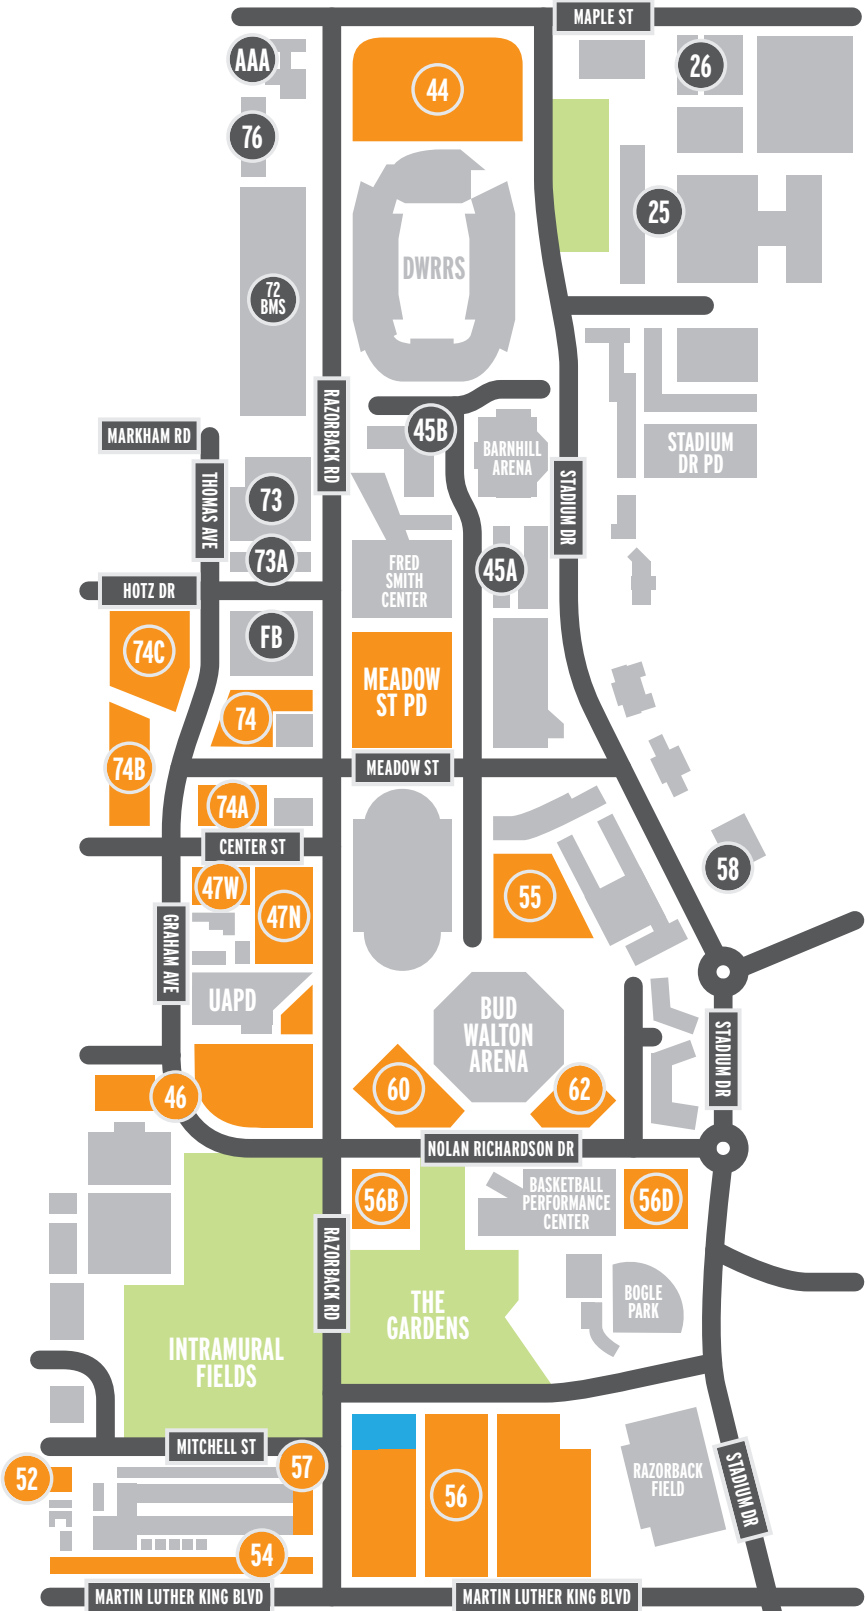 MAPLE ST
AAA
26
44
76
25
DWRRS
72
BMS
RAZORBACK RD
45B
MARKHAM RD
BARNHILL
ARENA
STADIUM
DR PD
THOMAS AVE
73
STADIUM DR
73A
FRED
SMITH
CENTER
45A
HOTZ DR
FB
74C
MEADOW
ST PD
74
74B
MEADOW ST
74A
CENTER ST
58
47W
55
47N
GRAHAM AVE
UAPD
BUD
WALTON
ARENA
STADIUM DR
46
60
62
NOLAN RICHARDSON DR
56B
BASKETBALL
PERFORMANCE
CENTER
56D
RAZORBACK RD
THE
GARDENS
BOGLE
PARK
INTRAMURAL
FIELDS
MITCHELL ST
52
57
56
RAZORBACK
FIELD
STADIUM DR
54
MARTIN LUTHER KING BLVD
MARTIN LUTHER KING BLVD